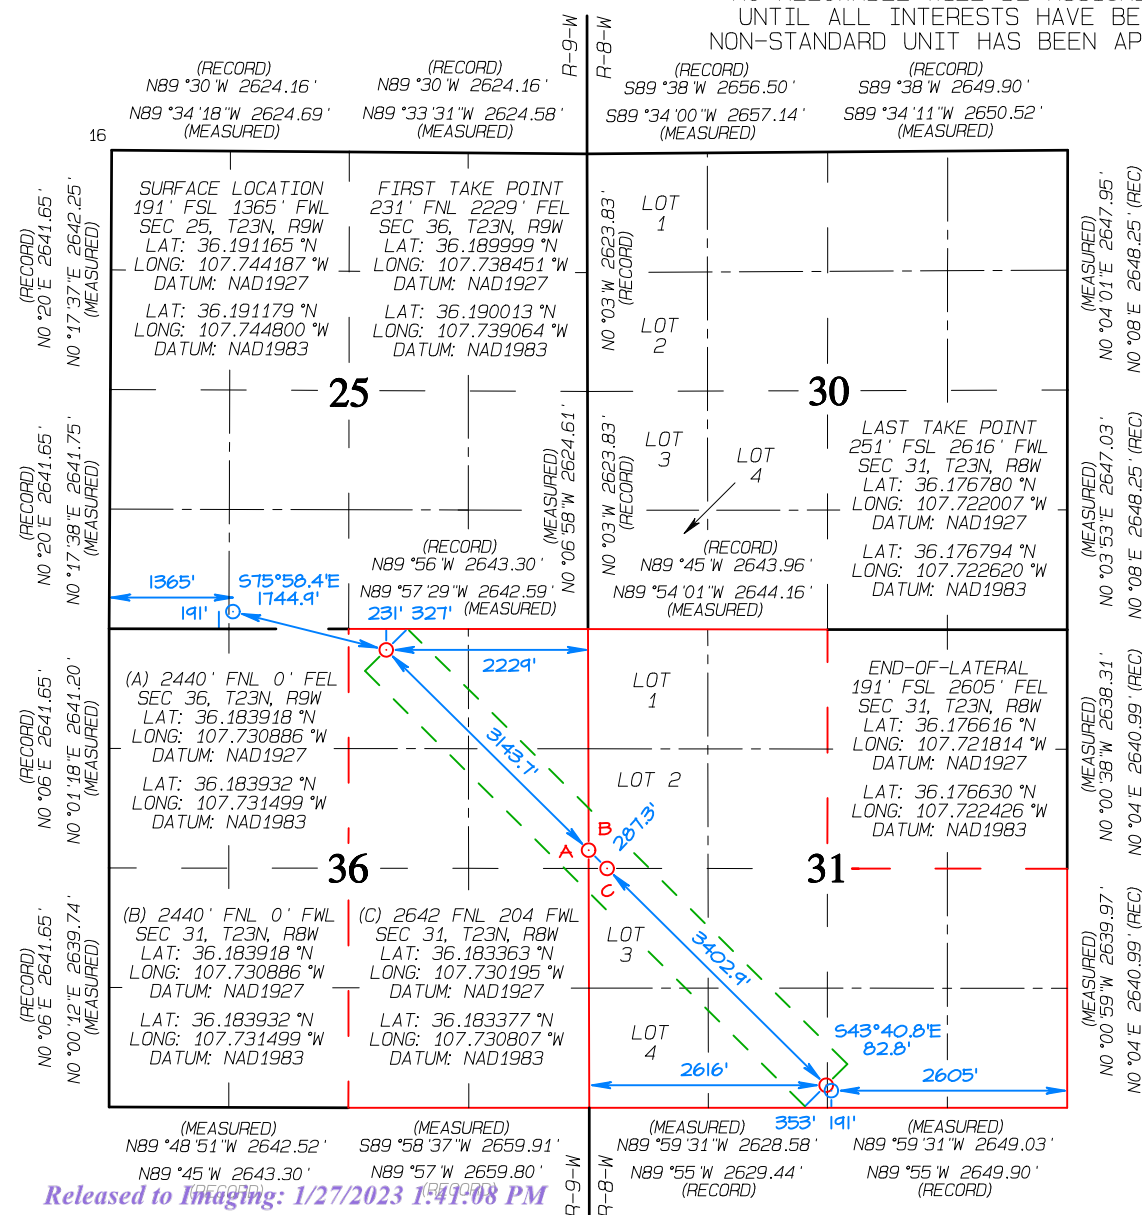 UNTIL ALL INTERESTS HAVE BE
NON-STANDARD UNIT HAS BEEN AP
R-9-W
R-8-W
(RECORD)
N89°30'W 2624.16'
N89°34'18"W 2624.69'
(MEASURED)
(RECORD)
N89°30'W 2624.16'
N89°33'31"W 2624.58'
(MEASURED)
(RECORD)
S89°38'W 2656.50'
S89°34'00"W 2657.14'
(MEASURED)
(RECORD)
S89°38'W 2649.90'
S89°34'11"W 2650.52'
(MEASURED)
16
(RECORD)
N0°20'E 2641.65'
N0°17'37"E 2642.25'
(MEASURED)
SURFACE LOCATION
191' FSL 1365' FWL
SEC 25, T23N, R9W
LAT: 36.191165°N
LONG: 107.744187°W
DATUM: NAD1927
LAT: 36.191179°N
LONG: 107.744800°W
DATUM: NAD1983
FIRST TAKE POINT
231' FNL 2229' FEL
SEC 36, T23N, R9W
LAT: 36.189999°N
LONG: 107.738451°W
DATUM: NAD1927
LAT: 36.190013°N
LONG: 107.739064°W
DATUM: NAD1983
N0°03'W 2623.83'
(RECORD)
LOT
1
LOT
2
(MEASURED)
N0°04'01"E 2647.95'
N0°08'E 2648.25'(REC)
25
30
(RECORD)
N0°20'E 2641.65'
N0°17'38"E 2641.75'
(MEASURED)
(MEASURED)
N0°06'58"W 2624.61'
N0°03'W 2623.83'
(RECORD)
LOT
3
LOT
4
LAST TAKE POINT
251' FSL 2616' FWL
SEC 31, T23N, R8W
LAT: 36.176780°N
LONG: 107.722007°W
DATUM: NAD1927
LAT: 36.176794°N
LONG: 107.722620°W
DATUM: NAD1983
(MEASURED)
N0°03'53"E 2647.03'
N0°08'E 2648.25'(REC)
(RECORD)
N89°56'W 2643.30'
N89°57'29"W 2642.59'
(MEASURED)
(RECORD)
N89°45'W 2643.96'
N89°54'01"W 2644.16'
(MEASURED)
1365'
S75°58.4'E
1744.9'
191'
231' 327'
2229'
(RECORD)
N0°06'E 2641.65'
N0°01'18"E 2641.20'
(MEASURED)
(A) 2440' FNL 0' FEL
SEC 36, T23N, R9W
LAT: 36.183918°N
LONG: 107.730886°W
DATUM: NAD1927
LAT: 36.183932°N
LONG: 107.731499°W
DATUM: NAD1983
3143.7'
LOT
1
LOT 2
END-OF-LATERAL
191' FSL 2605' FEL
SEC 31, T23N, R8W
LAT: 36.176616°N
LONG: 107.721814°W
DATUM: NAD1927
LAT: 36.176630°N
LONG: 107.722426°W
DATUM: NAD1983
(MEASURED)
N0°00'38"W 2638.31'
N0°04'E 2640.99'(REC)
B
287.3'
A
C
36
31
(RECORD)
N0°06'E 2641.65'
N0°00'12"E 2639.74'
(MEASURED)
(B) 2440' FNL 0' FWL
SEC 31, T23N, R8W
LAT: 36.183918°N
LONG: 107.730886°W
DATUM: NAD1927
LAT: 36.183932°N
LONG: 107.731499°W
DATUM: NAD1983
(C) 2642 FNL 204 FWL
SEC 31, T23N, R8W
LAT: 36.183363°N
LONG: 107.730195°W
DATUM: NAD1927
LAT: 36.183377°N
LONG: 107.730807°W
DATUM: NAD1983
LOT
3
3402.9'
LOT
4
S43°40.8'E
82.8'
2616'
2605'
353' 191'
(MEASURED)
N0°00'59"W 2639.97'
N0°04'E 2640.99'(REC)
(MEASURED)
N89°48'51"W 2642.52'
N89°45'W 2643.30'
(RECORD)
(MEASURED)
S89°58'37"W 2659.91'
N89°57'W 2659.80'
(RECORD)
R-9-W
R-8-W
(MEASURED)
N89°59'31"W 2628.58'
N89°55'W 2629.44'
(RECORD)
(MEASURED)
N89°59'31"W 2649.03'
N89°55'W 2649.90'
(RECORD)
Released to Imaging: 1/27/2023 1:41:08 PM